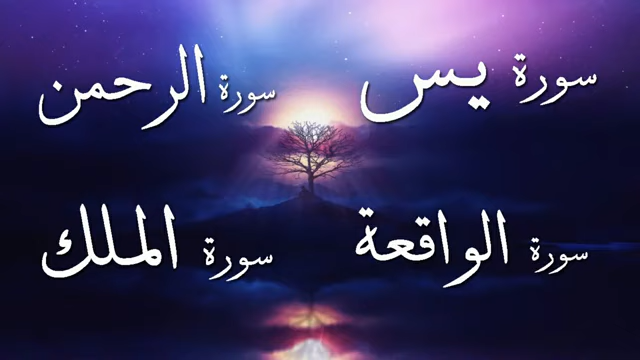 سورة يس
سورة الرحمن
سورة الواقعة
سورة الملك